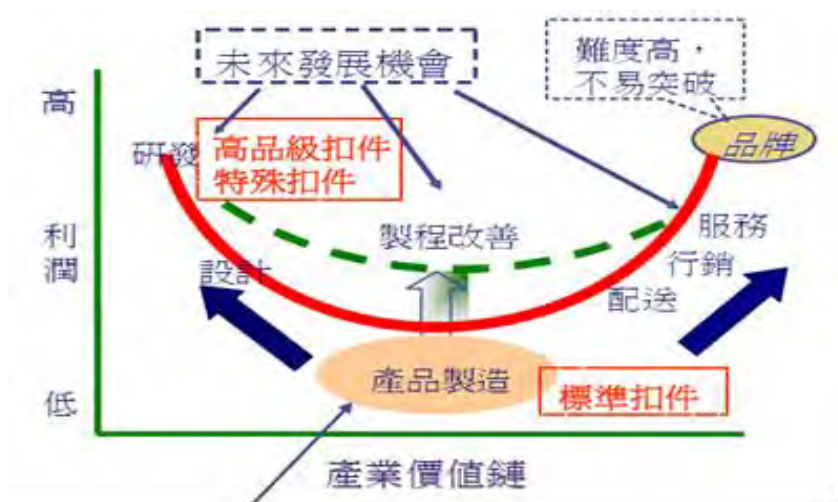 未來發展機會
難度高，
不易突破
高
研發
高品級扣件
特殊扣件
品牌
利
潤
製程改善
服務
設計
行銷
配送
低
產品製造
標準扣件
產業價值鏈